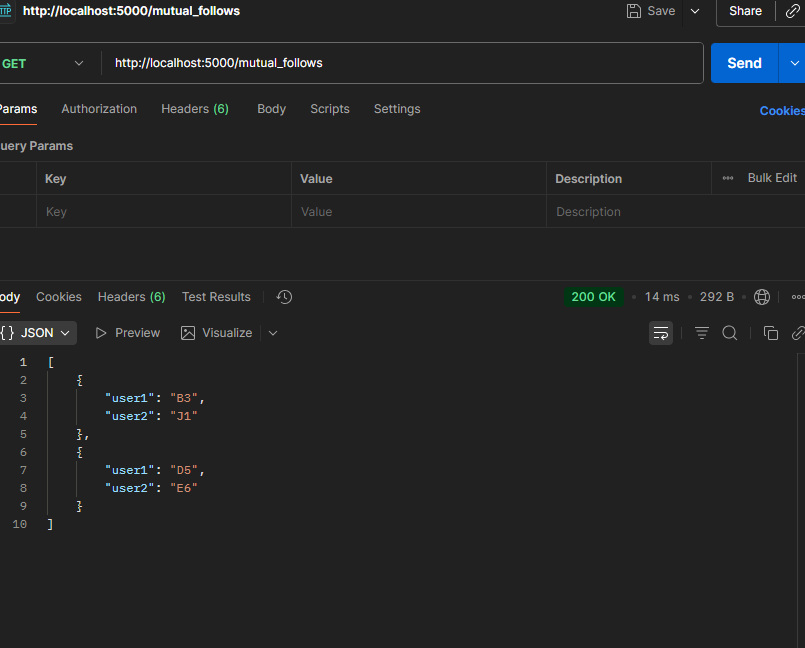 http://localhost:5000/mutual_follows Save Share
GET http://localhost:5000/mutual_follows Send
Params Authorization Headers (6) Body Scripts Settings Cookies
uery Params
Key Value Description Bulk Edit
Key Value Description
ody Cookies Headers (6) Test Results 200 OK 14 ms 292 B
{} JSON Preview Visualize
1 [
2 {
3 "user1": "B3",
4 "user2": "J1"
5 },
6 {
7 "user1": "D5",
8 "user2": "E6"
9 }
10 ]